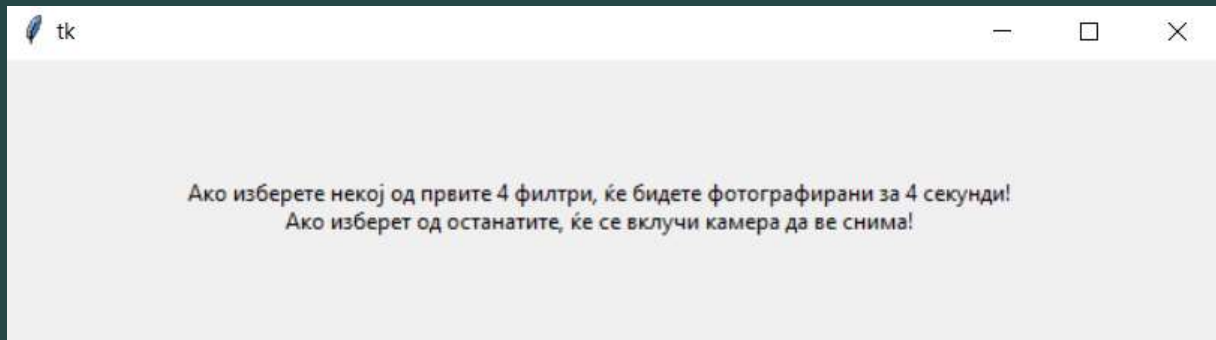 tk
Ако изберете некој од првите 4 филтри, ќе бидете фотографирани за 4 секунди!
Ако изберет од останатите, ќе се вклучи камера да ве снима!